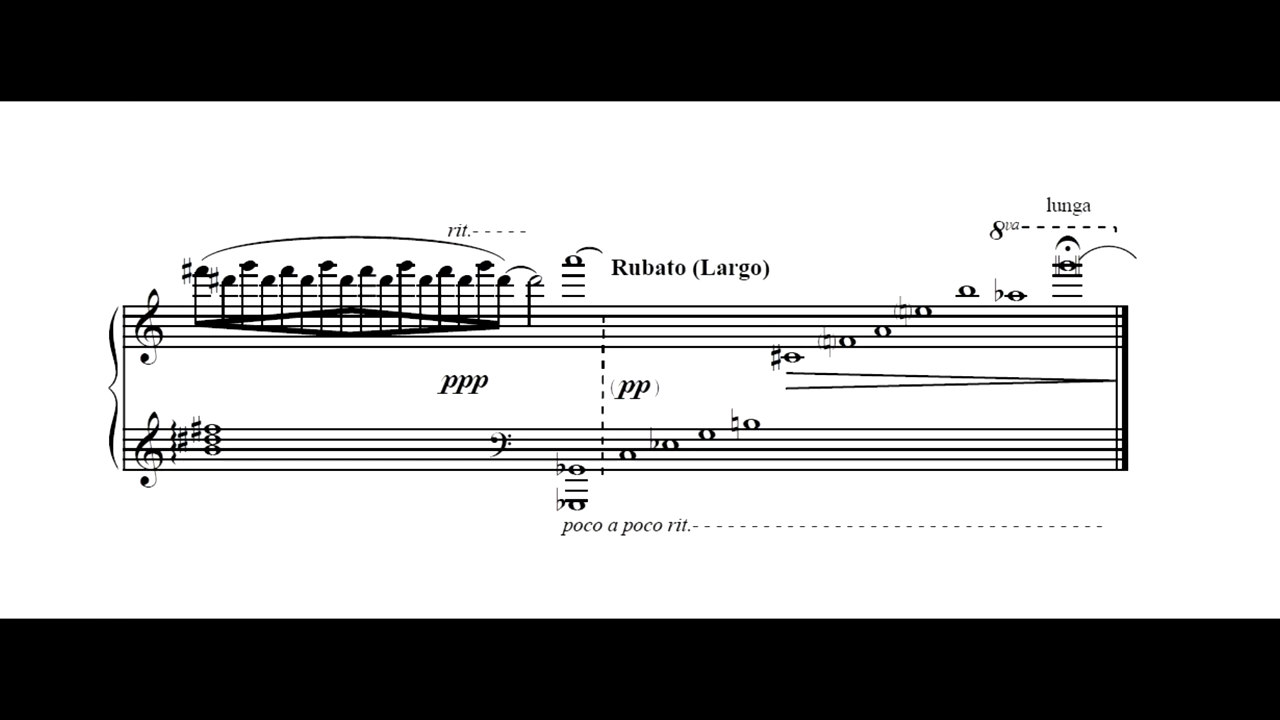 lunga
rit.
8va
Rubato (Largo)
ppp
(pp)
poco a poco rit.